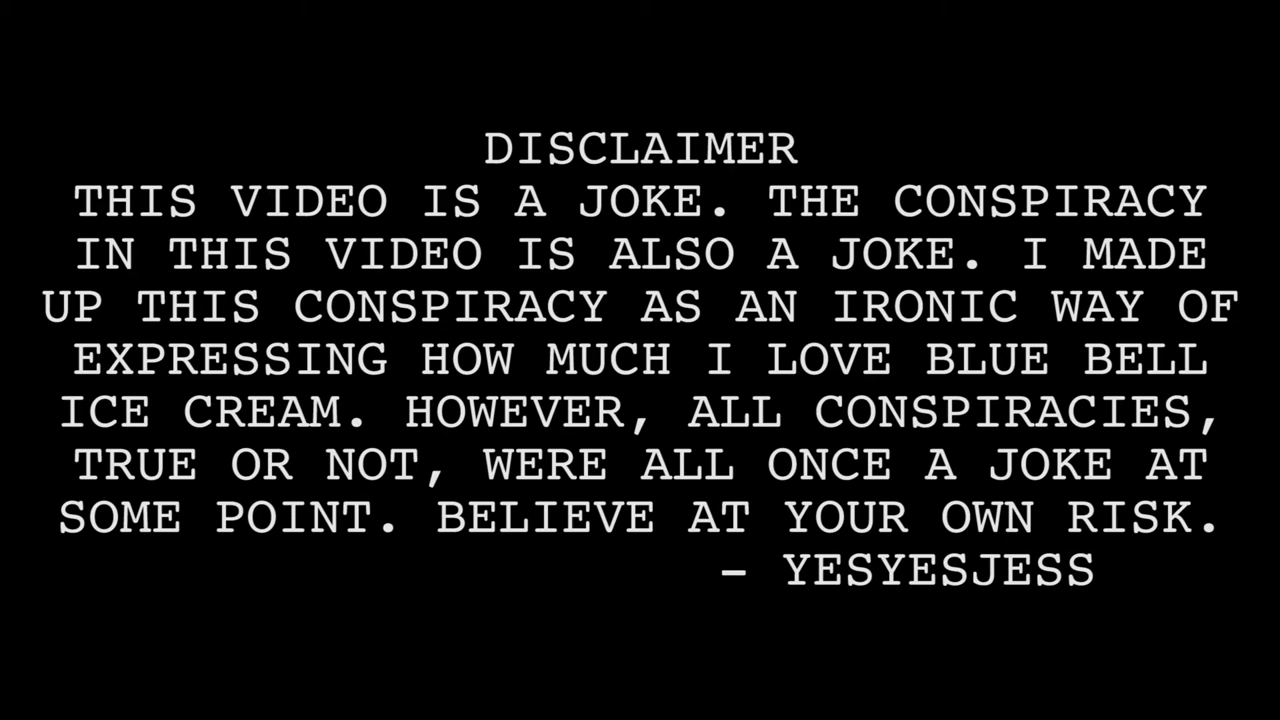 DISCLAIMER
THIS VIDEO IS A JOKE. THE CONSPIRACY
IN THIS VIDEO IS ALSO A JOKE. I MADE
UP THIS CONSPIRACY AS AN IRONIC WAY OF
EXPRESSING HOW MUCH I LOVE BLUE BELL
ICE CREAM. HOWEVER, ALL CONSPIRACIES,
TRUE OR NOT, WERE ALL ONCE A JOKE AT
SOME POINT. BELIEVE AT YOUR OWN RISK.
- YESYESJESS